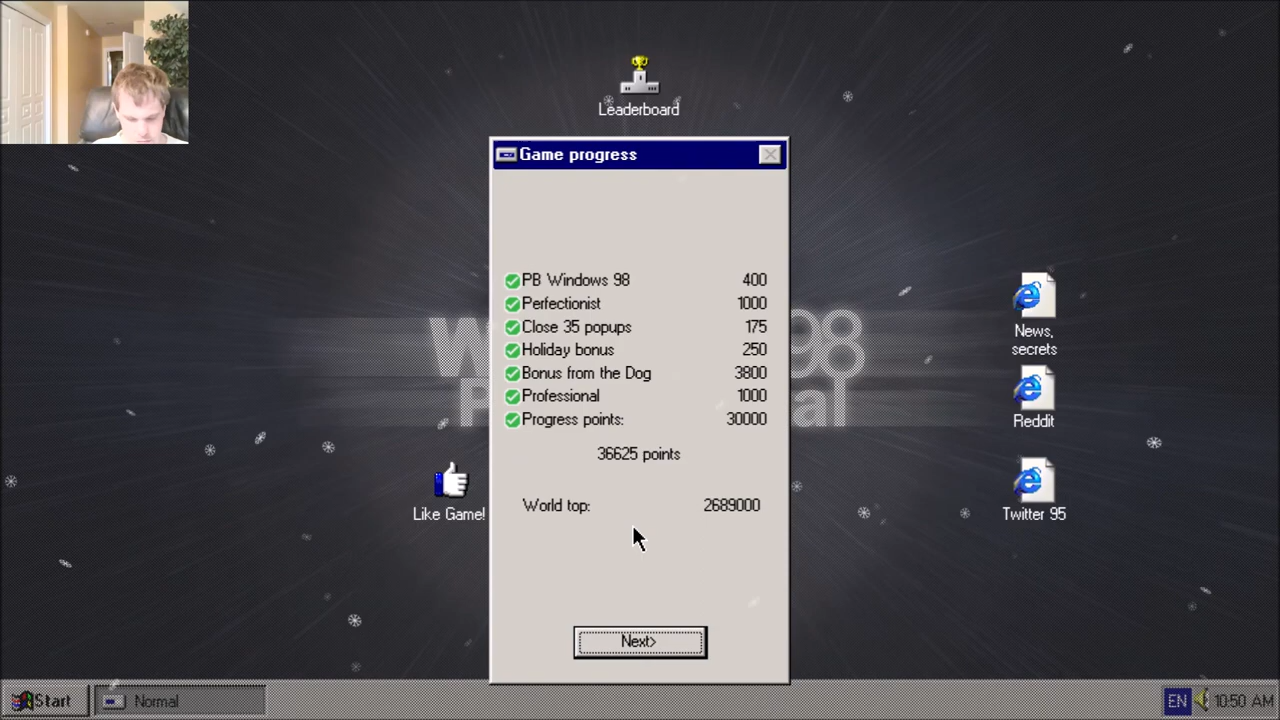 Leaderboard
Game progress
PB Windows 98 400
Perfectionist 1000
Close 35 popups 175
Holiday bonus 250
Bonus from the Dog 3800
Professional 1000
Progress points: 30000
36625 points
World top: 2689000
Next>
98
al
Like Game!
News,
secrets
Reddit
Twitter 95
Start
Normal
EN
10:50 AM